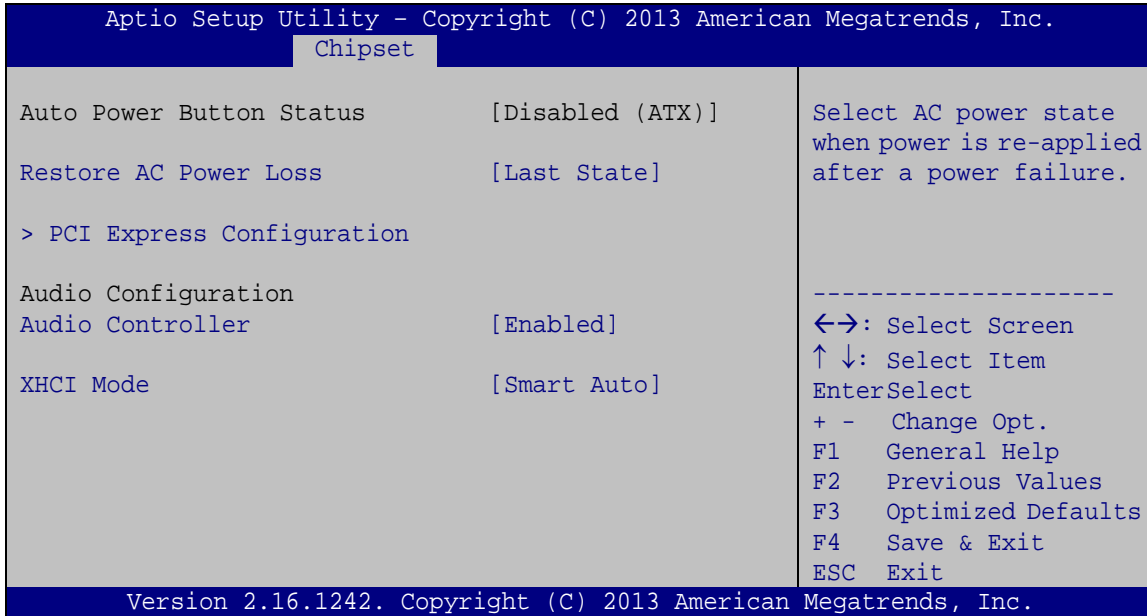 Aptio Setup Utility – Copyright (C) 2013 American Megatrends, Inc.
Chipset
Auto Power Button Status [Disabled (ATX)]
Restore AC Power Loss [Last State]
> PCI Express Configuration
Audio Configuration
Audio Controller [Enabled]
XHCI Mode [Smart Auto]
Select AC power state
when power is re-applied
after a power failure.
---------------------
←→: Select Screen
↑ ↓: Select Item
EnterSelect
+ - Change Opt.
F1 General Help
F2 Previous Values
F3 Optimized Defaults
F4 Save & Exit
ESC Exit
Version 2.16.1242. Copyright (C) 2013 American Megatrends, Inc.